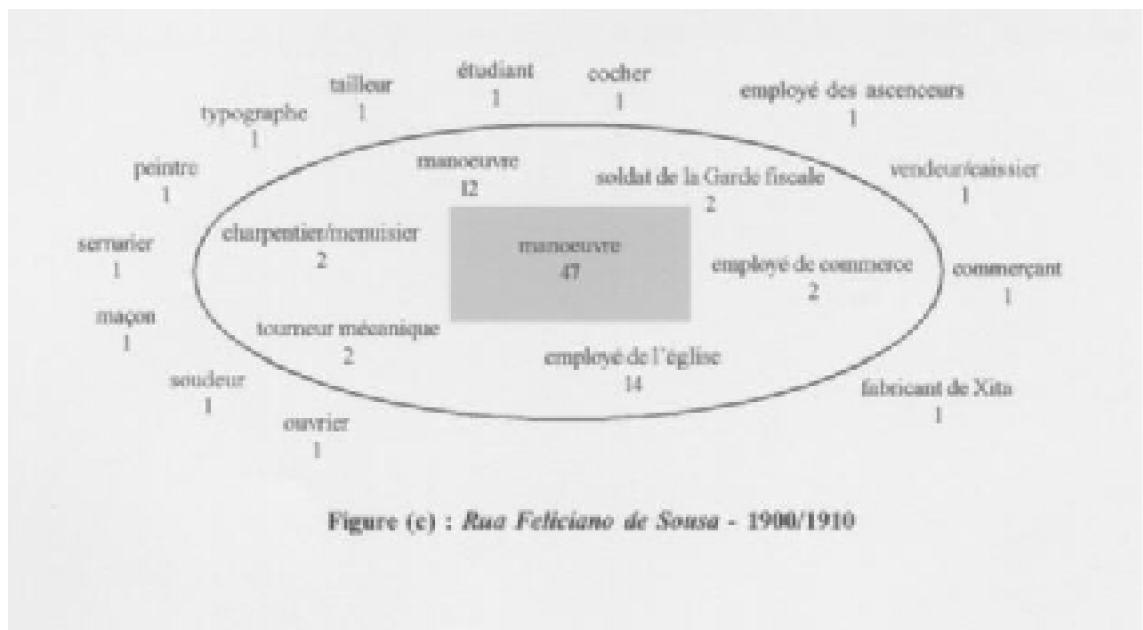 étudiant
1
cocher
1
tailleur
1
employé des ascenceurs
1
typographe
1
manoeuvre
12
soldat de la Garde fiscale
2
vendeur/caissier
1
peintre
1
charpentier/menuisier
2
manoeuvre
47
serrurier
1
employé de commerce
2
commerçant
1
maçon
1
tourneur mécanique
2
employé de l'église
14
soudeur
1
fabricant de Xita
1
ouvrier
1
Figure (c) : Rua Feliciano de Sousa - 1900/1910